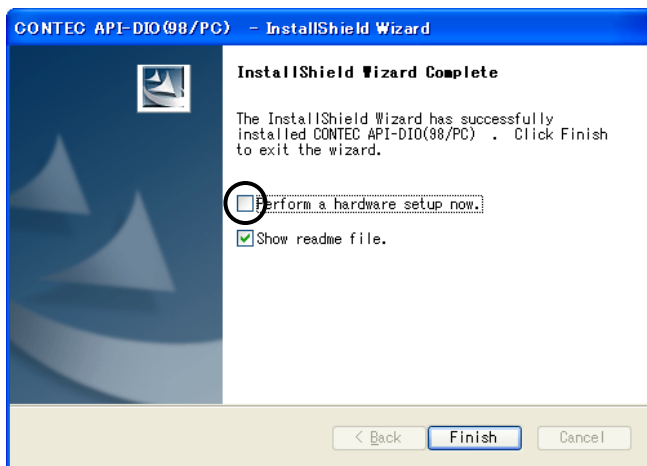 CONTEC API-DIO(98/PC) - InstallShield Wizard
InstallShield Wizard Complete
The InstallShield Wizard has successfully
installed CONTEC API-DIO(98/PC) . Click Finish
to exit the wizard.
Perform a hardware setup now.
Show readme file.
< Back
Finish
Cancel